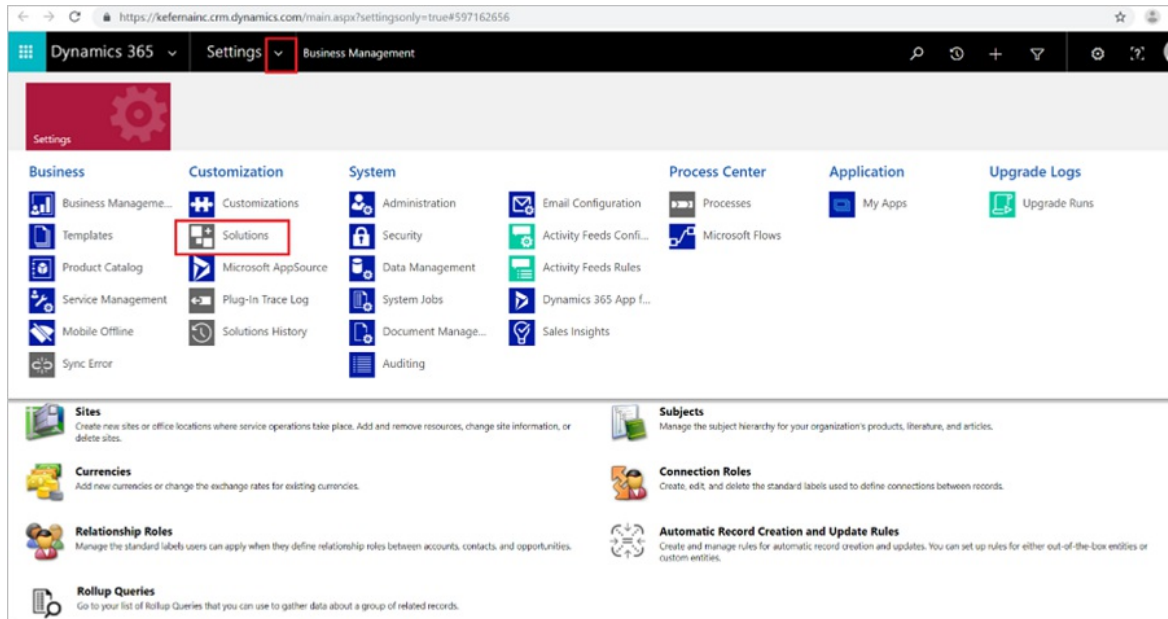 https://kefernainc.crm.dynamics.com/main.aspx?settingsonly=true#597162656
Dynamics 365 Settings Business Management
Settings
Business
Business Manageme...
Templates
Product Catalog
Service Management
Mobile Offline
Sync Error
Customization
Customizations
Solutions
Microsoft AppSource
Plug-In Trace Log
Solutions History
System
Administration
Security
Data Management
System Jobs
Document Manage...
Auditing
Email Configuration
Activity Feeds Confi...
Activity Feeds Rules
Dynamics 365 App f...
Sales Insights
Process Center
Processes
Microsoft Flows
Application
My Apps
Upgrade Logs
Upgrade Runs
Sites
Create new sites or office locations where service operations take place. Add and remove resources, change site information, or
delete sites.
Subjects
Manage the subject hierarchy for your organization's products, literature, and articles.
Currencies
Add new currencies or change the exchange rates for existing currencies.
Connection Roles
Create, edit, and delete the standard labels used to define connections between records.
Relationship Roles
Manage the standard labels users can apply when they define relationship roles between accounts, contacts, and opportunities.
Automatic Record Creation and Update Rules
Create and manage rules for automatic record creation and updates. You can set up rules for either out-of-the-box entities or
custom entities.
Rollup Queries
Go to your list of Rollup Queries that you can use to gather data about a group of related records.